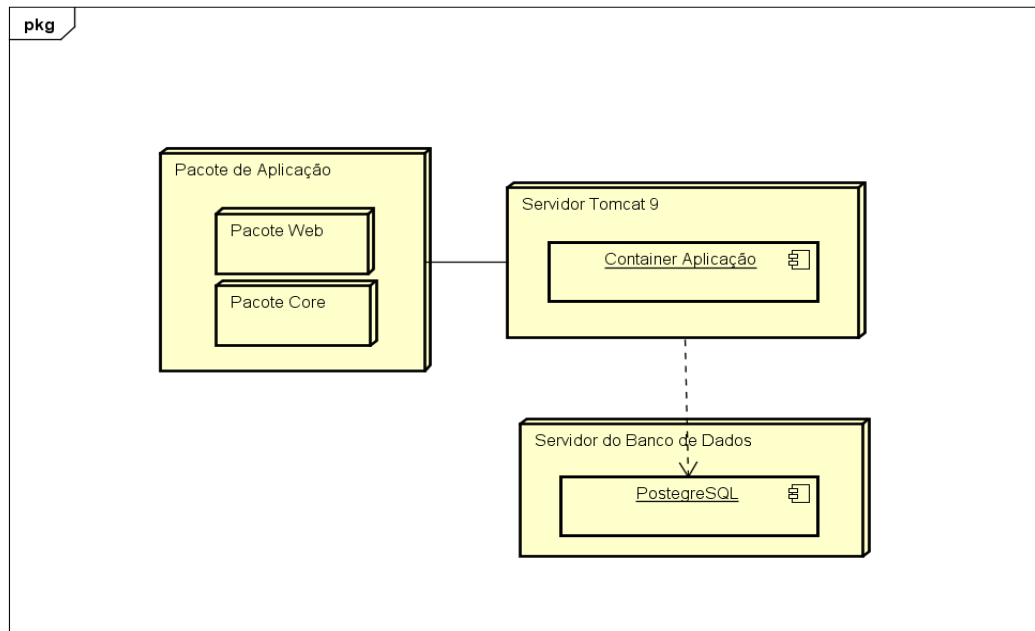 pkg
Pacote de Aplicação
Pacote Web
Pacote Core
Servidor Tomcat 9
Container Aplicação
Servidor do Banco de Dados
PostegreSQL